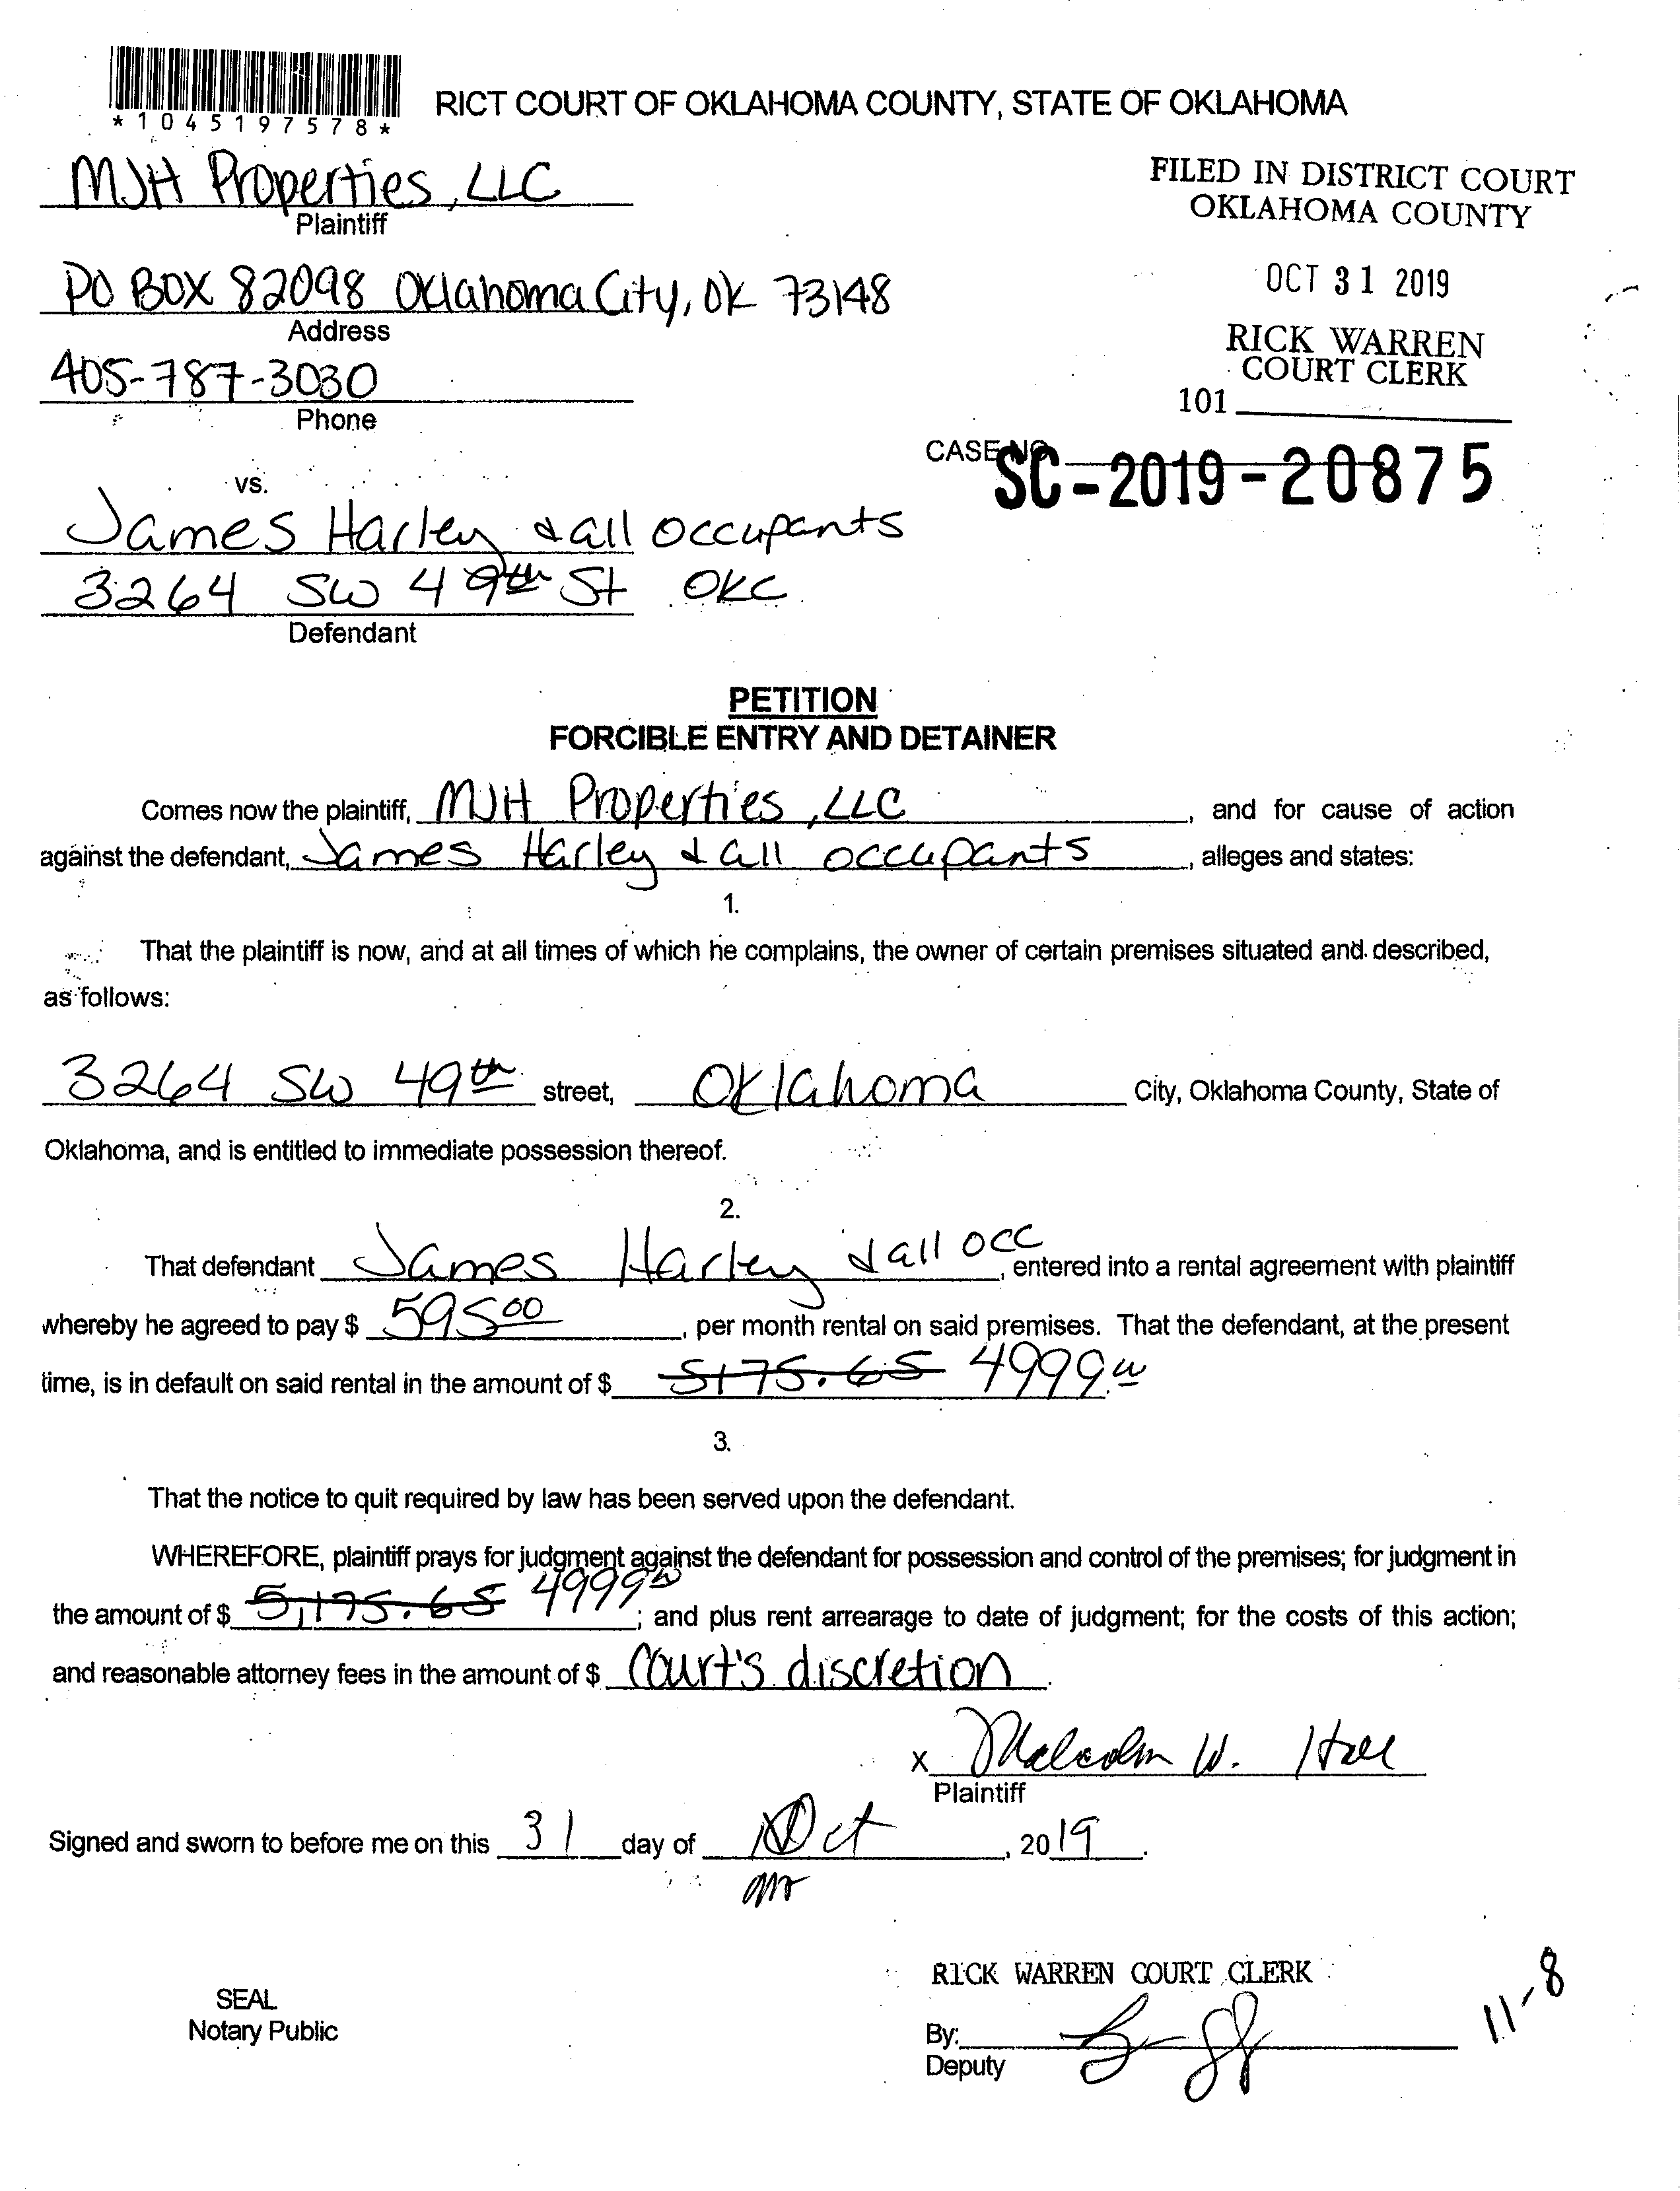 *1045197578*
RICT COURT OF OKLAHOMA COUNTY, STATE OF OKLAHOMA
MJH Properties, LLC
Plaintiff
FILED IN DISTRICT COURT
OKLAHOMA COUNTY
PO BOX 82098 Oklahoma City, OK 73148
Address
OCT 31 2019
405-787-3030
Phone
RICK WARREN
COURT CLERK
101
CASE NO. SC-2019-20875
vs.
James Harley & all occupants
3264 SW 49th St OKC
Defendant
PETITION
FORCIBLE ENTRY AND DETAINER
Comes now the plaintiff, MJH Properties, LLC, and for cause of action
against the defendant, James Harley & all occupants, alleges and states:
1.
That the plaintiff is now, and at all times of which he complains, the owner of certain premises situated and described,
as follows:
3264 SW 49th street, Oklahoma City, Oklahoma County, State of
Oklahoma, and is entitled to immediate possession thereof.
2.
That defendant James Harley & all occ, entered into a rental agreement with plaintiff
whereby he agreed to pay $ 595 00, per month rental on said premises. That the defendant, at the present
time, is in default on said rental in the amount of $ 5175.65 4999.00
3.
That the notice to quit required by law has been served upon the defendant.
WHEREFORE, plaintiff prays for judgment against the defendant for possession and control of the premises; for judgment in
the amount of $ 5,175.65 4999 00; and plus rent arrearage to date of judgment; for the costs of this action;
and reasonable attorney fees in the amount of $ Court's discretion.
X Malcolm W. Hall
Plaintiff
Signed and sworn to before me on this 31 day of Oct, 2019.
RICK WARREN COURT CLERK
11-8
SEAL
Notary Public
By:
Deputy